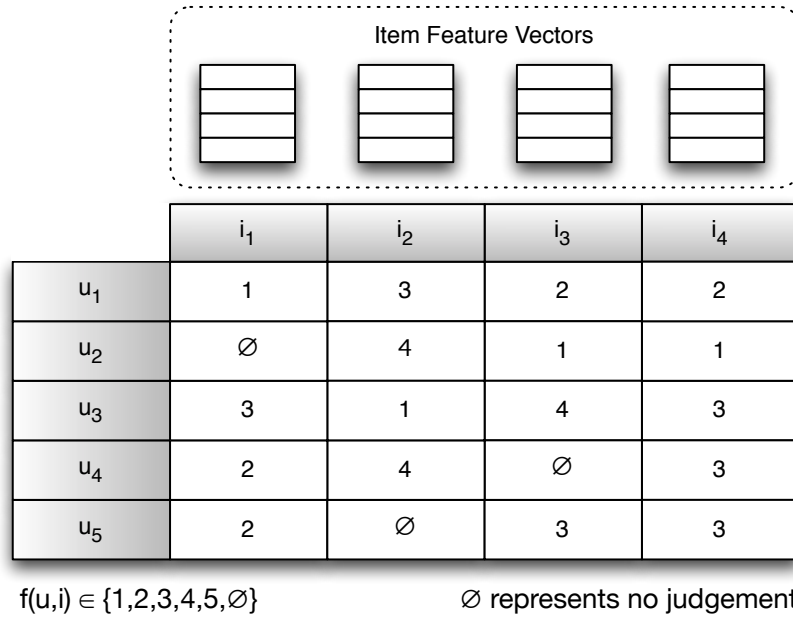 Item Feature Vectors
i₁ i₂ i₃ i₄
u₁ 1 3 2 2
u₂ ∅ 4 1 1
u₃ 3 1 4 3
u₄ 2 4 ∅ 3
u₅ 2 ∅ 3 3
f(u,i) ∈ {1,2,3,4,5,∅} ∅ represents no judgement